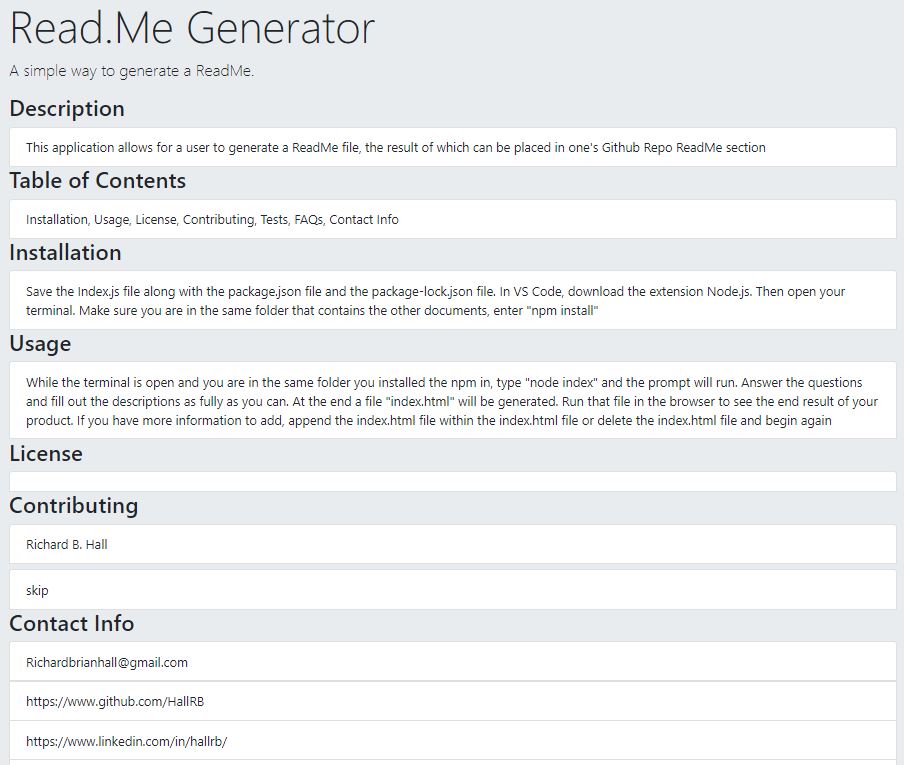 Read.Me Generator
A simple way to generate a ReadMe.
Description
This application allows for a user to generate a ReadMe file, the result of which can be placed in one's Github Repo ReadMe section
Table of Contents
Installation, Usage, License, Contributing, Tests, FAQs, Contact Info
Installation
Save the Index.js file along with the package.json file and the package-lock.json file. In VS Code, download the extension Node.js. Then open your
terminal. Make sure you are in the same folder that contains the other documents, enter "npm install"
Usage
While the terminal is open and you are in the same folder you installed the npm in, type "node index" and the prompt will run. Answer the questions
and fill out the descriptions as fully as you can. At the end a file "index.html" will be generated. Run that file in the browser to see the end result of your
product. If you have more information to add, append the index.html file within the index.html file or delete the index.html file and begin again
License
Contributing
Richard B. Hall
skip
Contact Info
Richardbrianhall@gmail.com
https://www.github.com/HallRB
https://www.linkedin.com/in/hallrb/